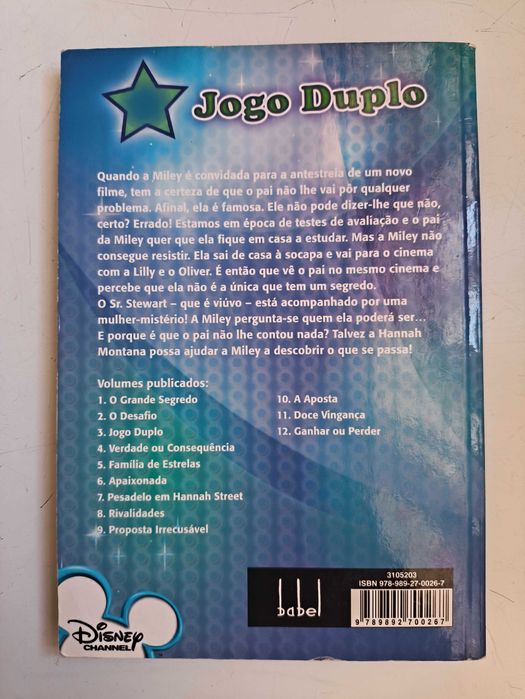 Jogo Duplo
Quando a Miley é convidada para a antestreia de um novo
filme, tem a certeza de que o pai não lhe vai pôr qualquer
problema. Afinal, ela é famosa. Ele não pode dizer-lhe que não,
certo? Errado! Estamos em época de testes de avaliação e o pai
da Miley quer que ela fique em casa a estudar. Mas a Miley não
consegue resistir. Ela sai de casa à socapa e vai para o cinema
com a Lilly e o Oliver. É então que vê o pai no mesmo cinema e
percebe que ela não é a única que tem um segredo.
O Sr. Stewart – que é viúvo – está acompanhado por uma
mulher-mistério! A Miley pergunta-se quem ela poderá ser...
E porque é que o pai não lhe contou nada? Talvez a Hannah
Montana possa ajudar a Miley a descobrir o que se passa!
Volumes publicados:
1. O Grande Segredo
2. O Desafio
3. Jogo Duplo
4. Verdade ou Consequência
5. Família de Estrelas
6. Apaixonada
7. Pesadelo em Hannah Street
8. Rivalidades
9. Proposta Irrecusável
10. A Aposta
11. Doce Vingança
12. Ganhar ou Perder
Disney
CHANNEL
babel
3105203
ISBN 978-989-27-0026-7
9 789892 700267